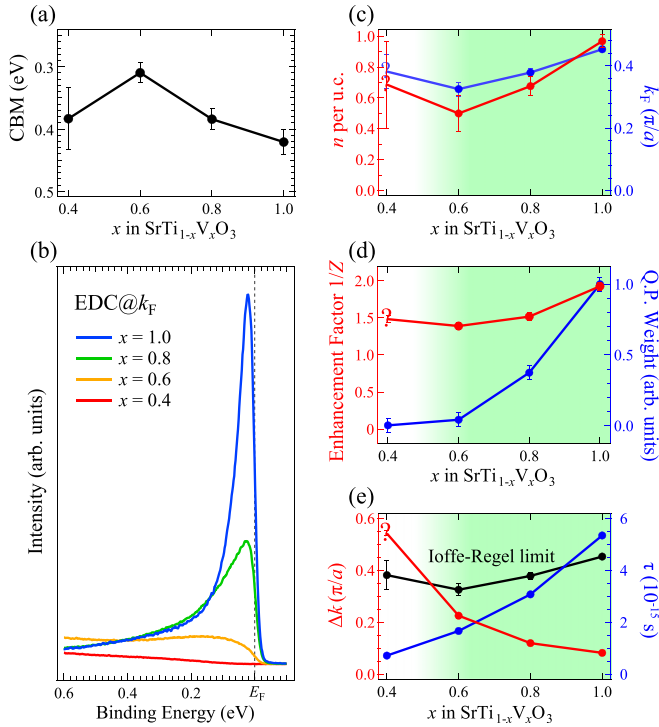 (a)
CBM (eV)
0.3
0.4
0.5
0.4
0.6
0.8
1.0
x in SrTi1-xVxO3
(b)
EDC@kF
x = 1.0
x = 0.8
x = 0.6
x = 0.4
Intensity (arb. units)
0.6
0.4
0.2
EF
Binding Energy (eV)
(c)
n per u.c.
1.0
0.8
0.6
0.4
0.2
0.0
?
?
0.4
0.2
0
kF (π/a)
0.4
0.6
0.8
1.0
x in SrTi1-xVxO3
(d)
Enhancement Factor 1/Z
2.0
1.5
1.0
0.5
0
?
1.0
0.5
0.0
Q.P. Weight (arb. units)
0.4
0.6
0.8
1.0
x in SrTi1-xVxO3
(e)
Δk (π/a)
0.6
0.4
0.2
0.0
?
Ioffe-Regel limit
6
4
2
0
τ (10-15 s)
0.4
0.6
0.8
1.0
x in SrTi1-xVxO3